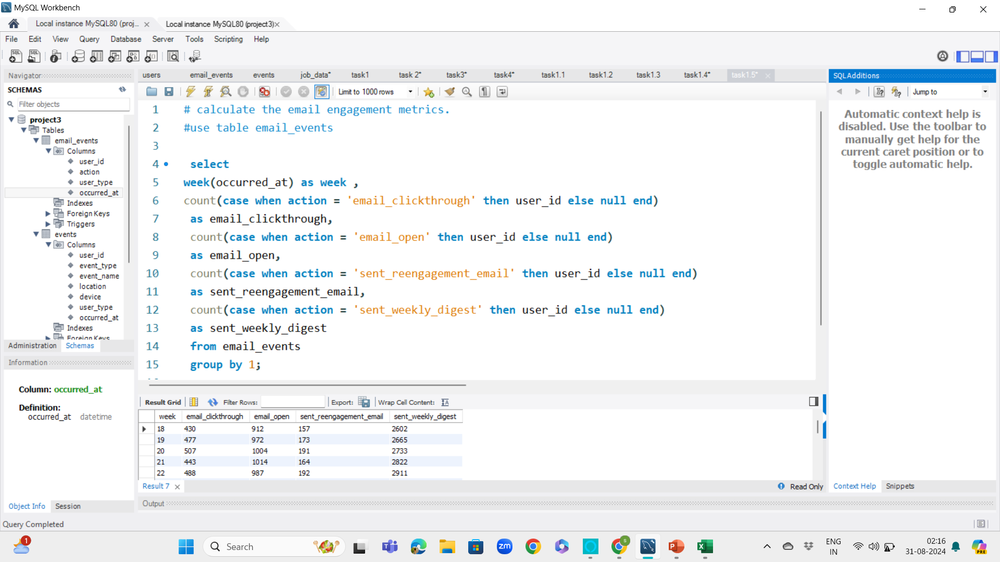 MySQL Workbench
Local instance MySQL80 (proj... ×
Local instance MySQL80 (project3)×
File Edit View Query Database Server Tools Scripting Help
Navigator
SCHEMAS
Filter objects
project3
Tables
email_events
Columns
user_id
action
user_type
occurred_at
Indexes
Foreign Keys
Triggers
events
Columns
user_id
event_type
event_name
location
device
user_type
occurred_at
Indexes
Foreign Keys
Administration Schemas
Information
Column: occurred_at
Definition:
occurred_at datetime
Object Info Session
Query Completed
users email_events events job_data* task1 task 2* task3* task4* task1.1 task1.2 task1.3 task1.4* task1.5* ×
Limit to 1000 rows
1 # calculate the email engagement metrics.
2 #use table email_events
3
4 select
5 week(occurred_at) as week ,
6 count(case when action = 'email_clickthrough' then user_id else null end)
7 as email_clickthrough,
8 count(case when action = 'email_open' then user_id else null end)
9 as email_open,
10 count(case when action = 'sent_reengagement_email' then user_id else null end)
11 as sent_reengagement_email,
12 count(case when action = 'sent_weekly_digest' then user_id else null end)
13 as sent_weekly_digest
14 from email_events
15 group by 1;
Result Grid Filter Rows: Export: Wrap Cell Content:
week email_clickthrough email_open sent_reengagement_email sent_weekly_digest
18 430 912 157 2602
19 477 972 173 2665
20 507 1004 191 2733
21 443 1014 164 2822
22 488 987 192 2911
Result 7 ×
Read Only
Output
SQLAdditions
Jump to
Automatic context help is
disabled. Use the toolbar to
manually get help for the
current caret position or to
toggle automatic help.
Context Help Snippets
1
Search
zm
S
ENG
IN
02:16
31-08-2024
PRE